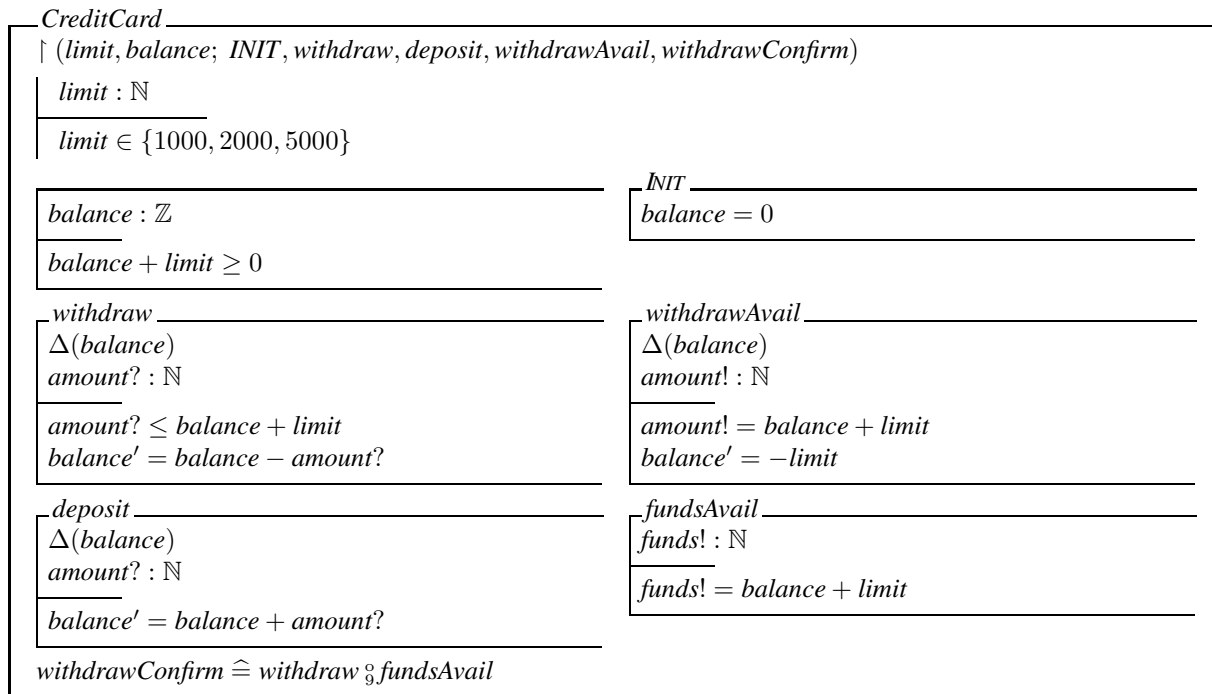 CreditCard
↾ (limit, balance; INIT, withdraw, deposit, withdrawAvail, withdrawConfirm)
limit : ℕ
limit ∈ {1000, 2000, 5000}
balance : ℤ
balance + limit ≥ 0
INIT
balance = 0
withdraw
Δ(balance)
amount? : ℕ
amount? ≤ balance + limit
balance′ = balance − amount?
withdrawAvail
Δ(balance)
amount! : ℕ
amount! = balance + limit
balance′ = −limit
deposit
Δ(balance)
amount? : ℕ
balance′ = balance + amount?
fundsAvail
funds! : ℕ
funds! = balance + limit
withdrawConfirm ≙ withdraw ⨟ fundsAvail